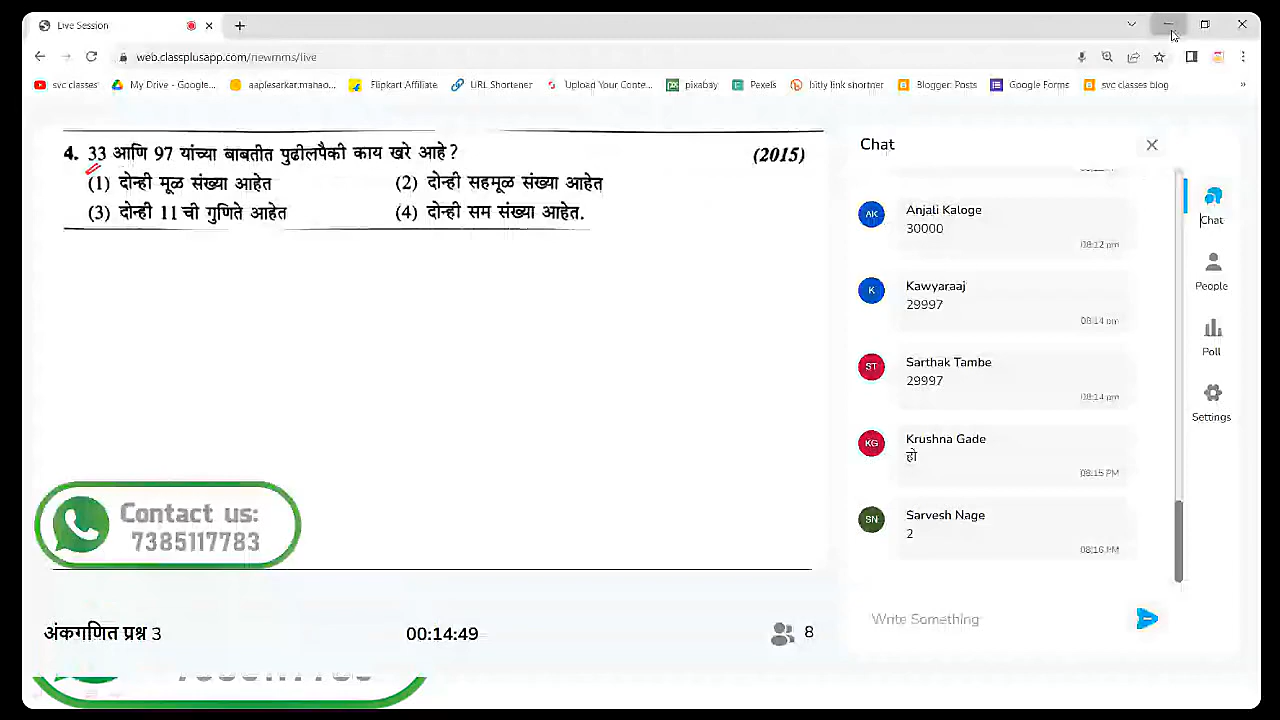 Live Session
web.classplusapp.com/newmms/live
svc classes
My Drive - Google...
aaplesarkar.mahao...
Flipkart Affiliate
URL Shortener
Upload Your Conte...
pixabay
Pexels
bitly link shortner
Blogger: Posts
Google Forms
svc classes blog
»
4. 33 आणि 97 यांच्या बाबतीत पुढीलपैकी काय खरे आहे? (2015)
(1) दोन्ही मूळ संख्या आहेत (2) दोन्ही सहमूळ संख्या आहेत
(3) दोन्ही 11 ची गुणिते आहेत (4) दोन्ही सम संख्या आहेत.
Contact us:
7385117783
अंकगणित प्रश्न 3
00:14:49
8
Chat
AK
Anjali Kaloge
30000
08:12 pm
K
Kawyaraaj
29997
08:14 pm
ST
Sarthak Tambe
29997
08:14 pm
KG
Krushna Gade
हो
08:15 PM
SN
Sarvesh Nage
2
08:16 PM
Write Something
Chat
People
Poll
Settings